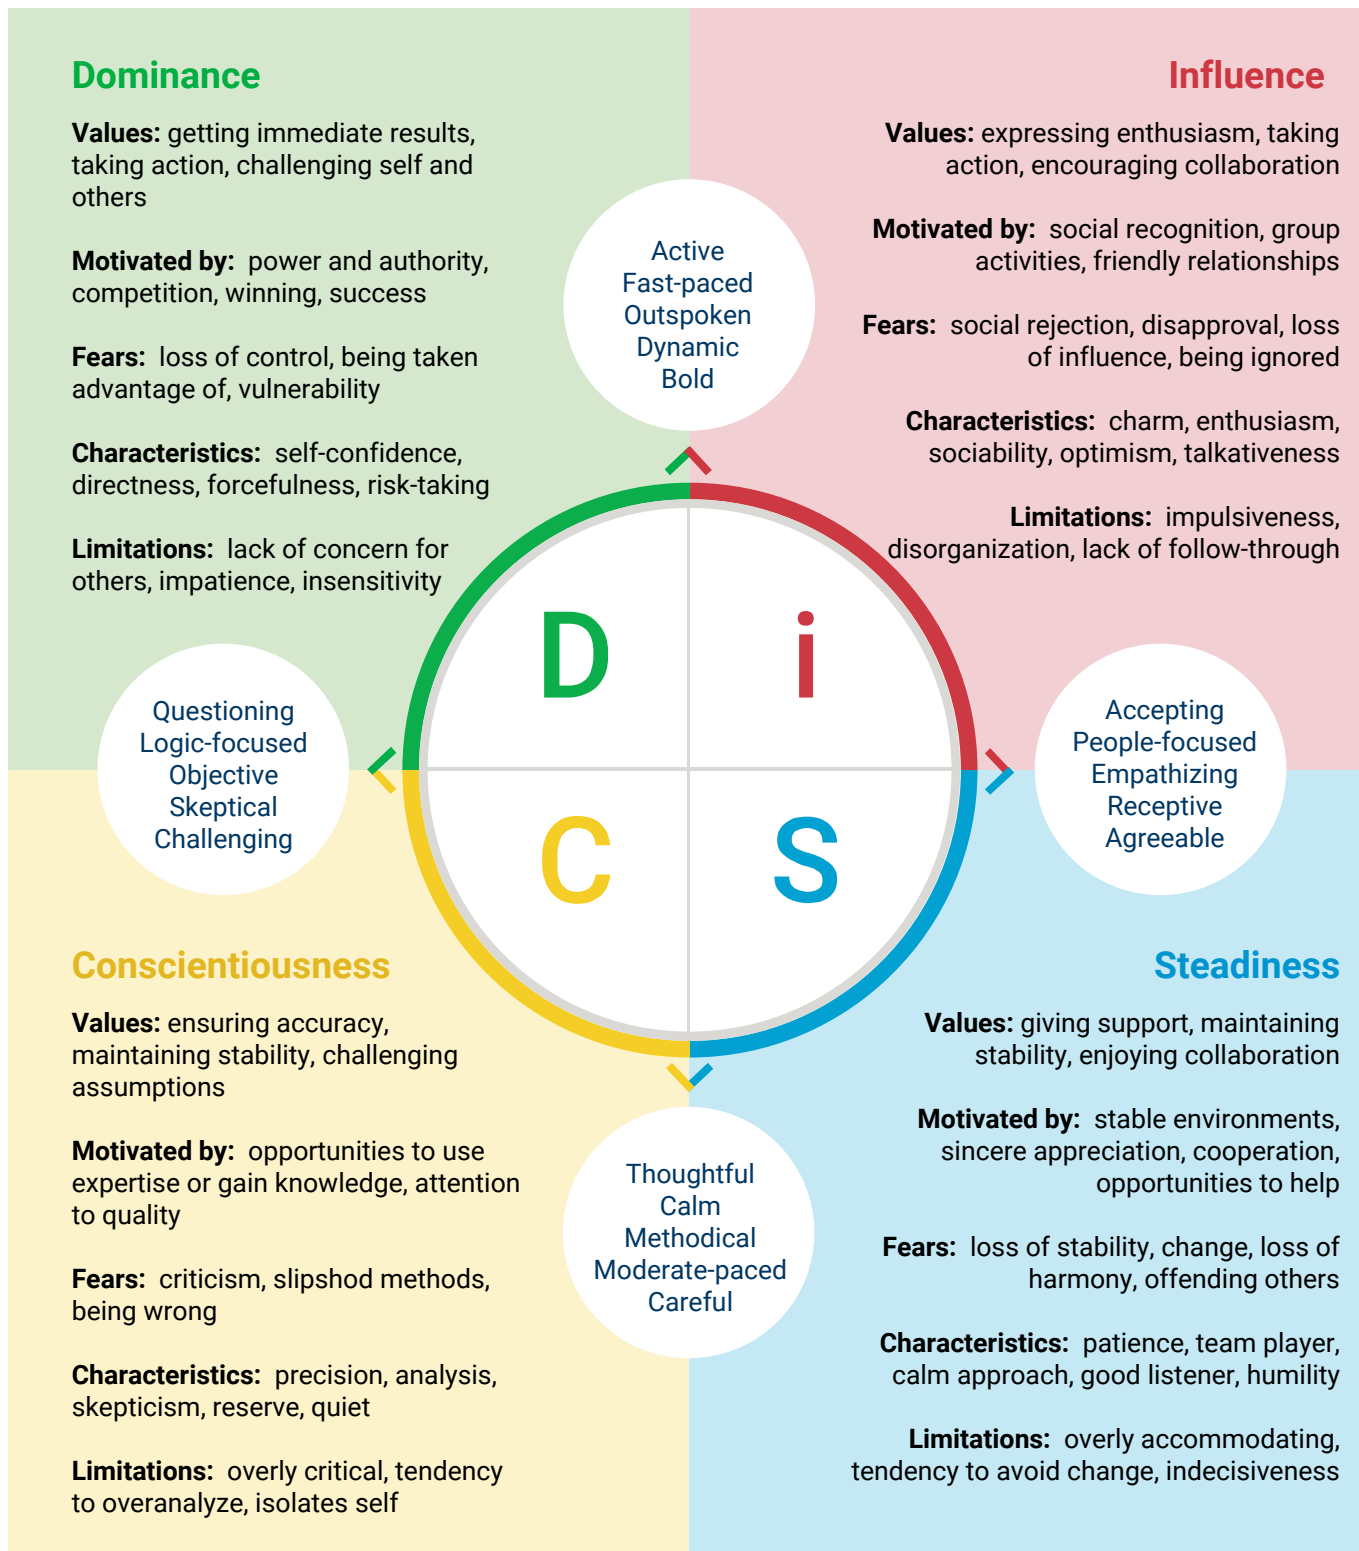 Dominance
Values: getting immediate results,
taking action, challenging self and
others
Motivated by: power and authority,
competition, winning, success
Fears: loss of control, being taken
advantage of, vulnerability
Characteristics: self-confidence,
directness, forcefulness, risk-taking
Limitations: lack of concern for
others, impatience, insensitivity
Influence
Values: expressing enthusiasm, taking
action, encouraging collaboration
Motivated by: social recognition, group
activities, friendly relationships
Fears: social rejection, disapproval, loss
of influence, being ignored
Characteristics: charm, enthusiasm,
sociability, optimism, talkativeness
Limitations: impulsiveness,
disorganization, lack of follow-through
Active
Fast-paced
Outspoken
Dynamic
Bold
D
i
Questioning
Logic-focused
Objective
Skeptical
Challenging
Accepting
People-focused
Empathizing
Receptive
Agreeable
C
S
Conscientiousness
Values: ensuring accuracy,
maintaining stability, challenging
assumptions
Motivated by: opportunities to use
expertise or gain knowledge, attention
to quality
Fears: criticism, slipshod methods,
being wrong
Characteristics: precision, analysis,
skepticism, reserve, quiet
Limitations: overly critical, tendency
to overanalyze, isolates self
Thoughtful
Calm
Methodical
Moderate-paced
Careful
Steadiness
Values: giving support, maintaining
stability, enjoying collaboration
Motivated by: stable environments,
sincere appreciation, cooperation,
opportunities to help
Fears: loss of stability, change, loss of
harmony, offending others
Characteristics: patience, team player,
calm approach, good listener, humility
Limitations: overly accommodating,
tendency to avoid change, indecisiveness